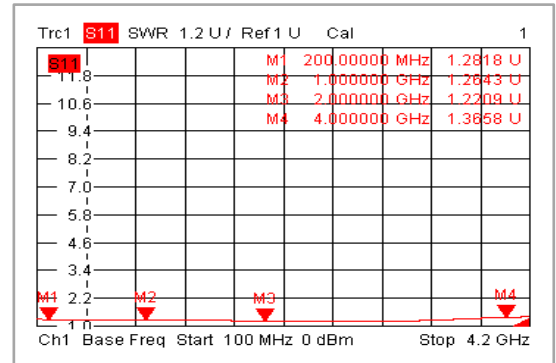 Trc1 S11 SWR 1.2 U / Ref 1 U Cal 1
S11
M1 200.00000 MHz 1.2818 U
11.8
M2 1.000000 GHz 1.2643 U
M3 2.000000 GHz 1.2209 U
10.6
M4 4.000000 GHz 1.3658 U
9.4
8.2
7.0
5.8
4.6
3.4
M1 2.2 M2 M3 M4
1.0
Ch1 Base Freq Start 100 MHz 0 dBm Stop 4.2 GHz